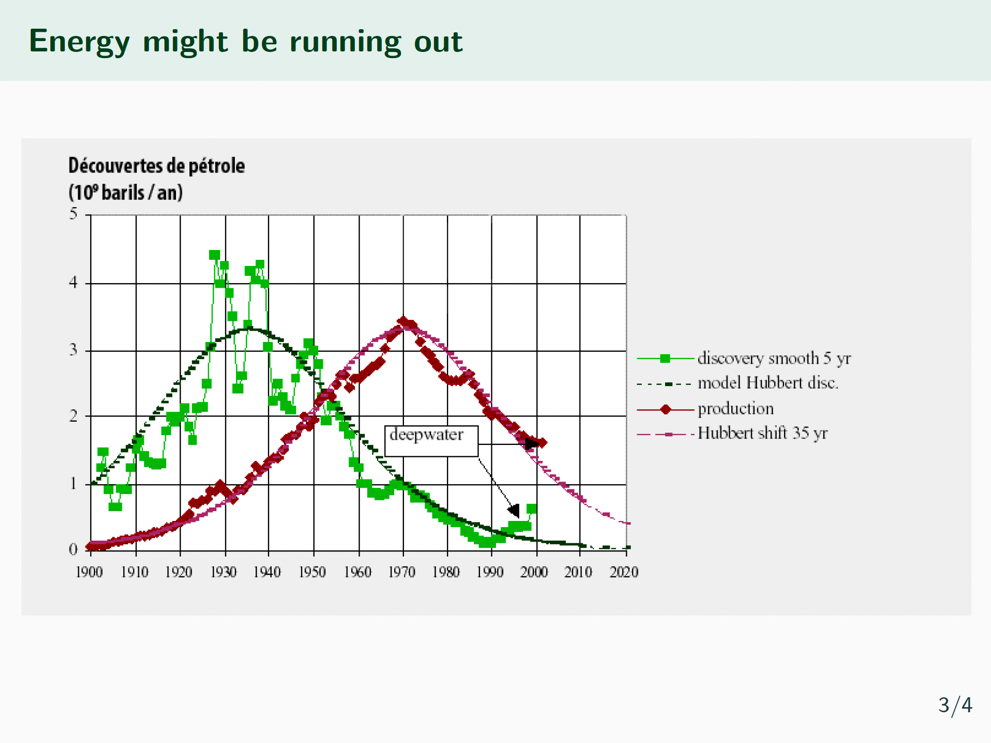 Energy might be running out
Découvertes de pétrole
(10⁹ barils / an)
5
4
3
2
1
0
1900 1910 1920 1930 1940 1950 1960 1970 1980 1990 2000 2010 2020
deepwater
discovery smooth 5 yr
model Hubbert disc.
production
Hubbert shift 35 yr
3/4